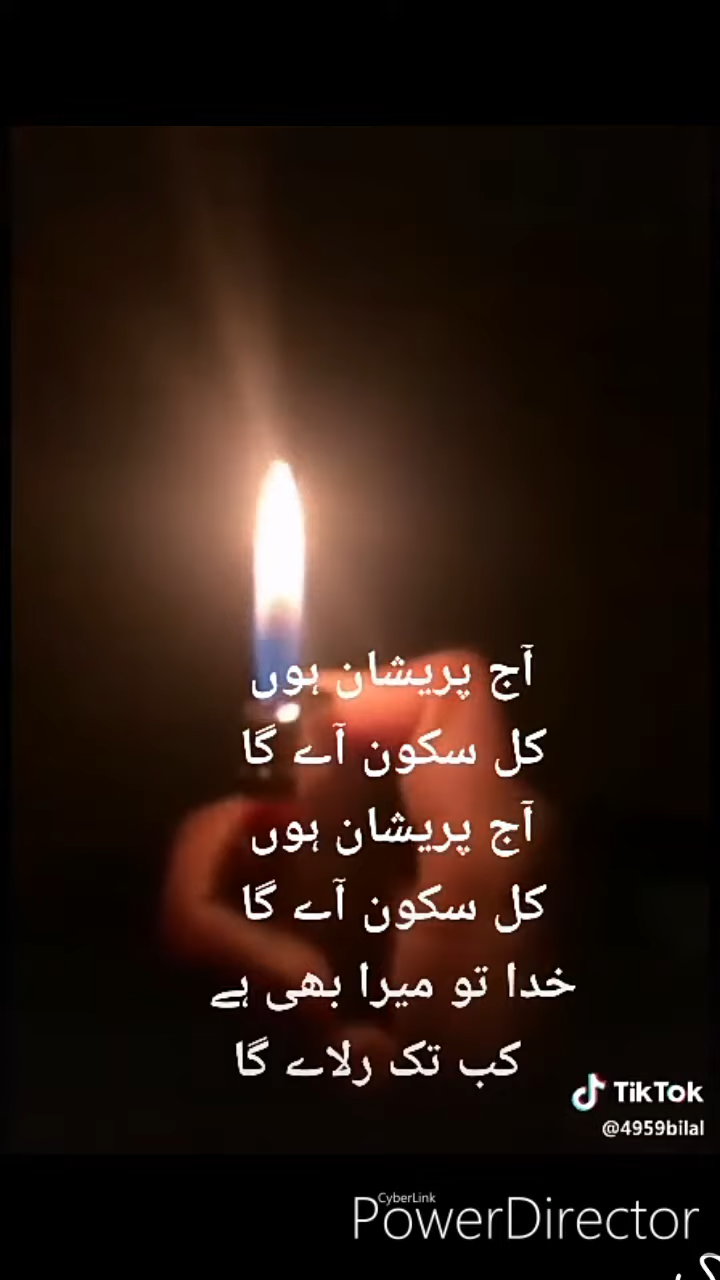 آج پریشان ہوں
کل سکون آے گا
آج پریشان ہوں
کل سکون آے گا
خدا تو میرا بھی ہے
کب تک رلاے گا
TikTok
@4959bilal
CyberLink
PowerDirector